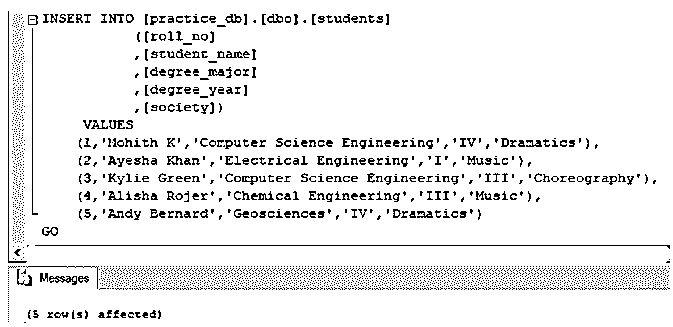 INSERT INTO [practice_db].[dbo].[students]
([roll_no]
,[student_name]
,[degree_major]
,[degree_year]
,[society])
VALUES
(1,'Mohith K','Computer Science Engineering','IV','Dramatics'),
(2,'Ayesha Khan','Electrical Engineering','I','Music'),
(3,'Kylie Green','Computer Science Engineering','III','Choreography'),
(4,'Alisha Rojer','Chemical Engineering','III','Music'),
(5,'Andy Bernard','Geosciences','IV','Dramatics')
GO
Messages
(5 row(s) affected)